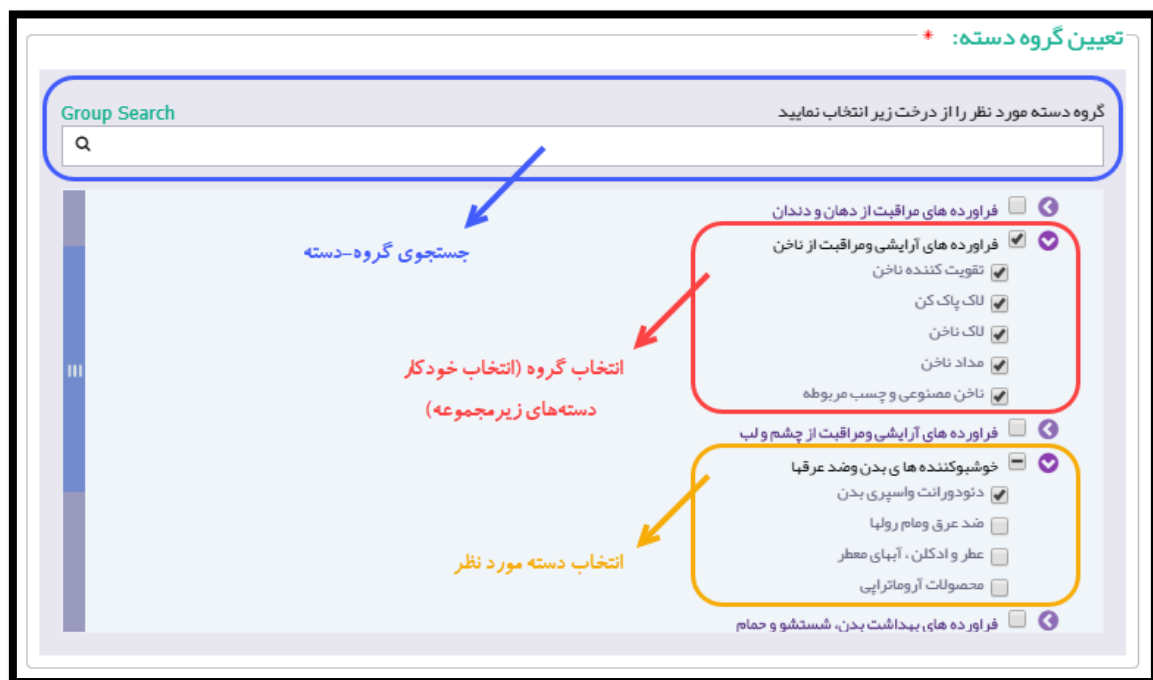 تعیین گروه دسته: *
گروه دسته مورد نظر را از درخت زیر انتخاب نمایید
Group Search
فراورده های مراقبت از دهان و دندان
فراورده های آرایشی ومراقبت از ناخن
تقویت کننده ناخن
لاک پاک کن
لاک ناخن
مداد ناخن
ناخن مصنوعی و چسب مربوطه
فراورده های آرایشی ومراقبت از چشم و لب
خوشبوکننده ها ی بدن وضد عرقها
دئودورانت واسپری بدن
ضد عرق ومام رولها
عطر و ادکلن ، آبهای معطر
محصولات آروماتراپی
فراورده های بهداشت بدن، شستشو و حمام
جستجوی گروه-دسته
انتخاب گروه (انتخاب خودکار
دسته‌های زیرمجموعه)
انتخاب دسته مورد نظر